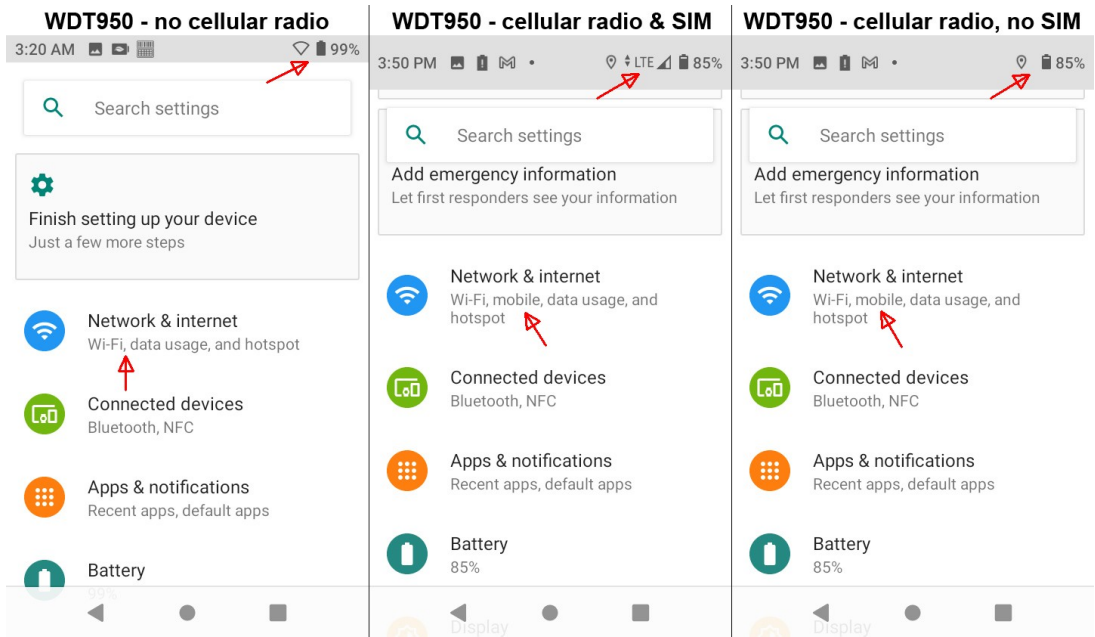 WDT950 - no cellular radio
3:20 AM
99%
Search settings
Finish setting up your device
Just a few more steps
Network & internet
Wi-Fi, data usage, and hotspot
Connected devices
Bluetooth, NFC
Apps & notifications
Recent apps, default apps
Battery
99%
WDT950 - cellular radio & SIM
3:50 PM
LTE
85%
Search settings
Add emergency information
Let first responders see your information
Network & internet
Wi-Fi, mobile, data usage, and
hotspot
Connected devices
Bluetooth, NFC
Apps & notifications
Recent apps, default apps
Battery
85%
Display
WDT950 - cellular radio, no SIM
3:50 PM
85%
Search settings
Add emergency information
Let first responders see your information
Network & internet
Wi-Fi, mobile, data usage, and
hotspot
Connected devices
Bluetooth, NFC
Apps & notifications
Recent apps, default apps
Battery
85%
Display